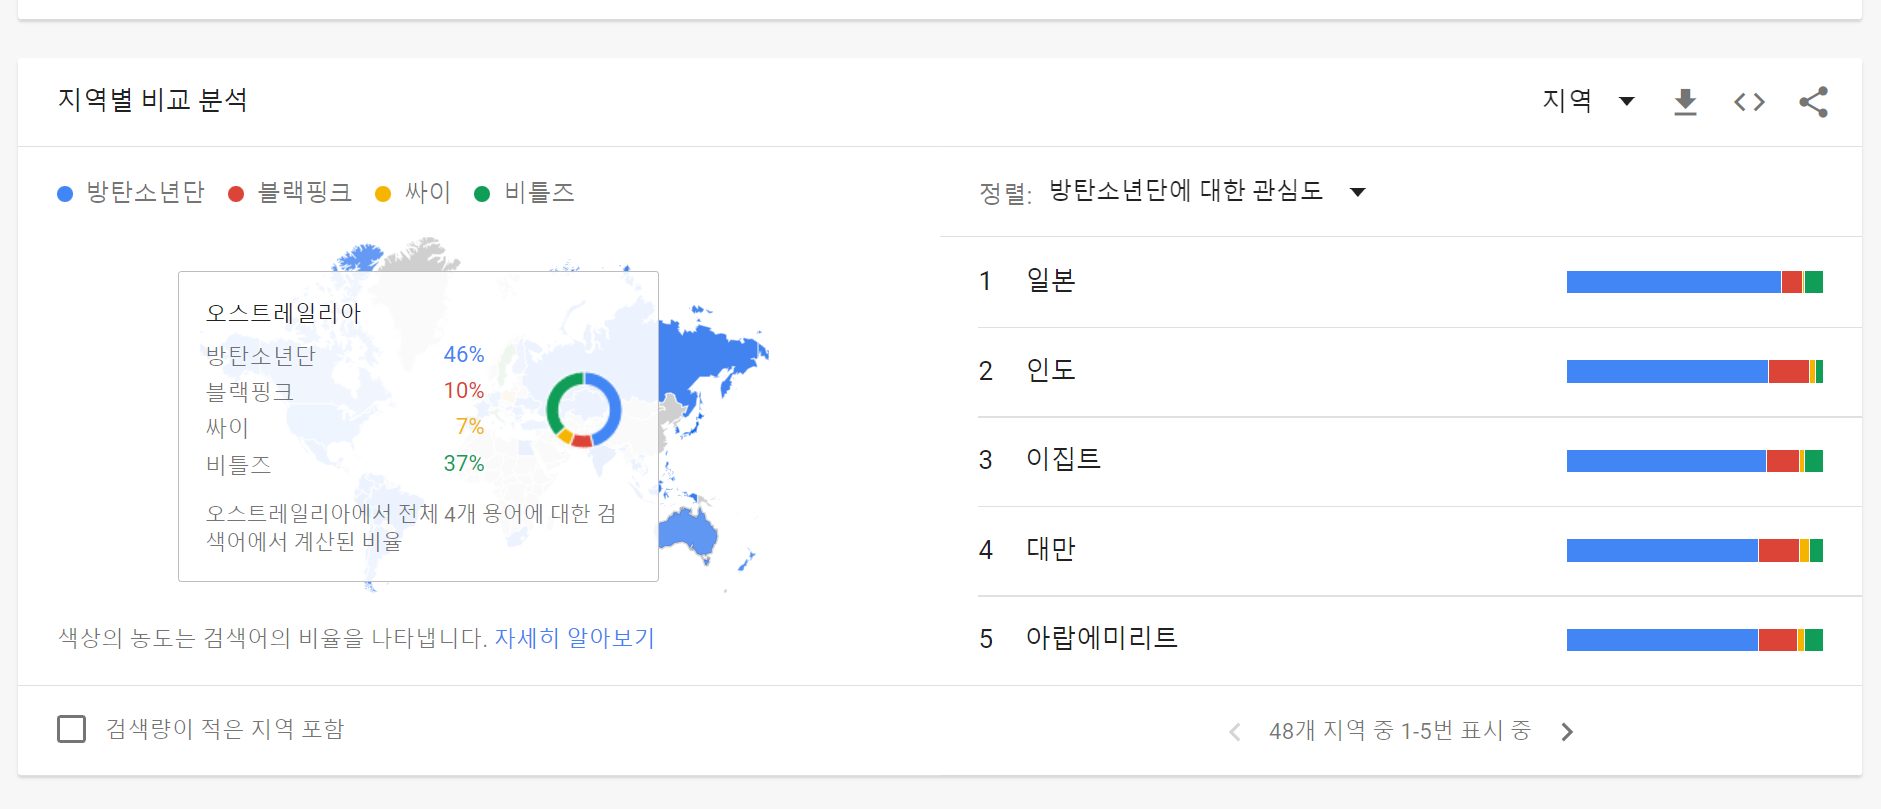 지역별 비교 분석
지역
방탄소년단 블랙핑크 싸이 비틀즈
오스트레일리아
방탄소년단 46%
블랙핑크 10%
싸이 7%
비틀즈 37%
오스트레일리아에서 전체 4개 용어에 대한 검
색어에서 계산된 비율
색상의 농도는 검색어의 비율을 나타냅니다. 자세히 알아보기
검색량이 적은 지역 포함
정렬: 방탄소년단에 대한 관심도
1 일본
2 인도
3 이집트
4 대만
5 아랍에미리트
48개 지역 중 1-5번 표시 중